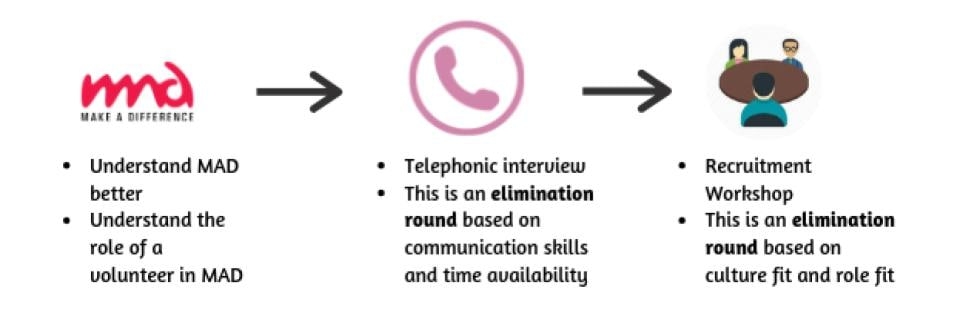 mad
MAKE A DIFFERENCE
• Understand MAD
better
• Understand the
role of a
volunteer in MAD
• Telephonic interview
• This is an elimination
round based on
communication skills
and time availability
• Recruitment
Workshop
• This is an elimination
round based on
culture fit and role fit